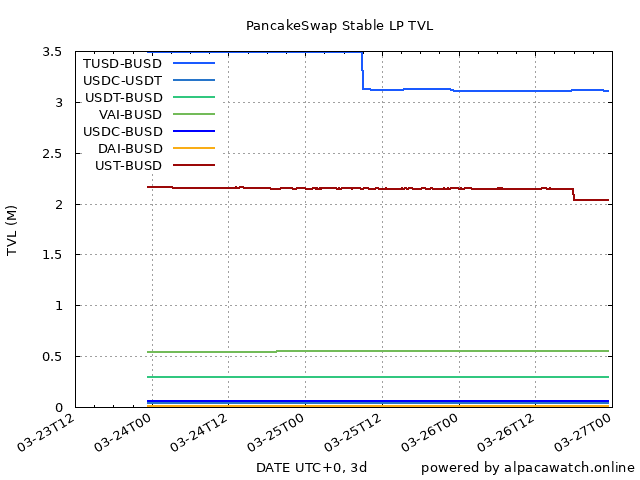 PancakeSwap Stable LP TVL
3.5
3
2.5
2
1.5
1
0.5
0
TVL (M)
TUSD-BUSD
USDC-USDT
USDT-BUSD
VAI-BUSD
USDC-BUSD
DAI-BUSD
UST-BUSD
03-23T12
03-24T00
03-24T12
03-25T00
03-25T12
03-26T00
03-26T12
03-27T00
DATE UTC+0, 3d
powered by alpacawatch.online